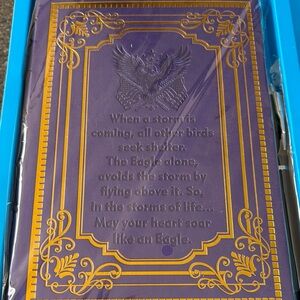 When a storm is
coming, all other birds
seek shelter.
The Eagle alone,
avoids the storm by
flying above it. So,
in the storms of life...
May your heart soar
like an Eagle.